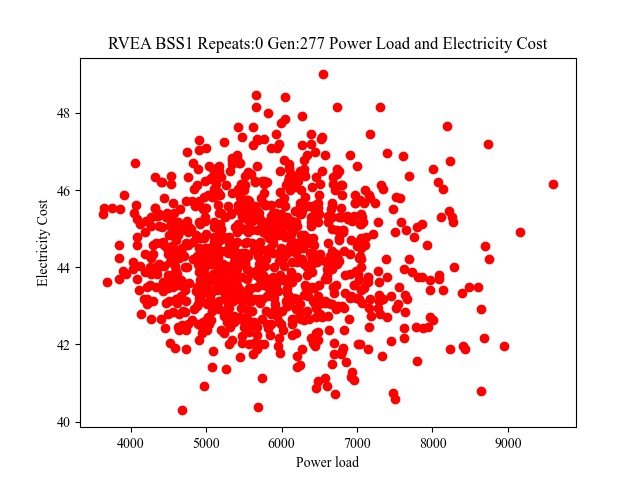 RVEA BSS1 Repeats:0 Gen:277 Power Load and Electricity Cost
48
46
44
42
40
Electricity Cost
4000 5000 6000 7000 8000 9000
Power load